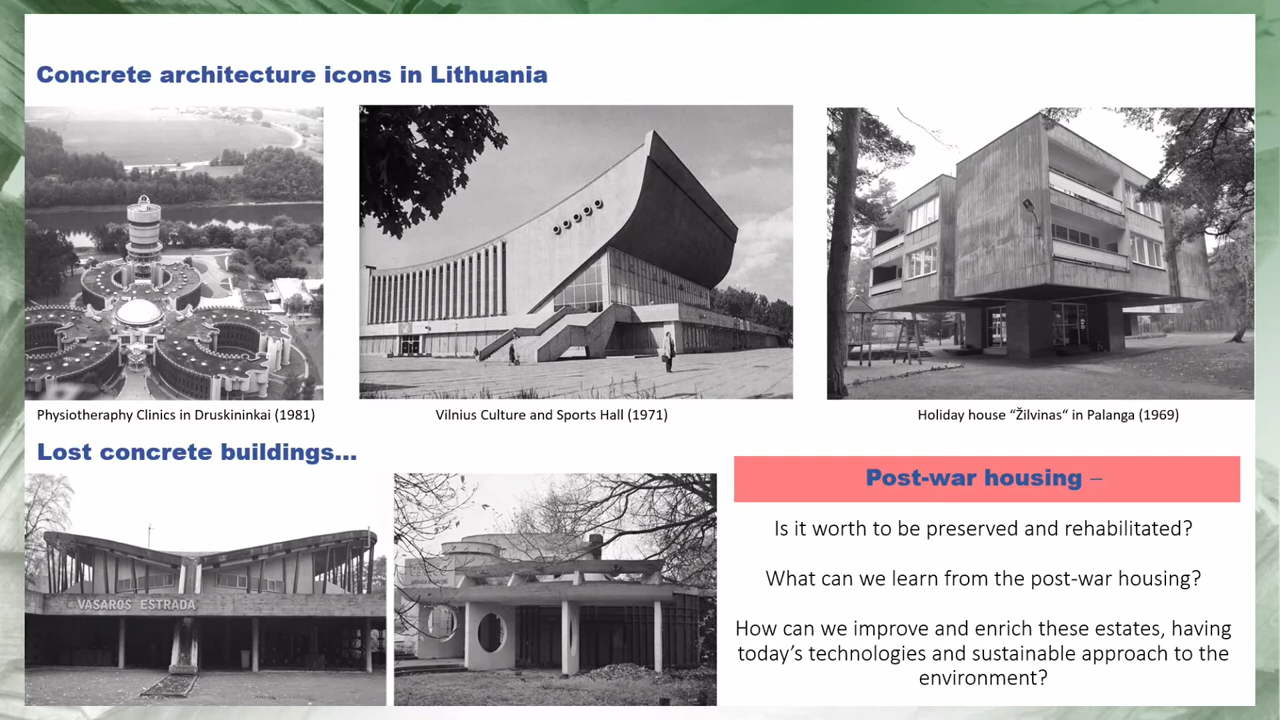 Concrete architecture icons in Lithuania
Physiotheraphy Clinics in Druskininkai (1981)
Vilnius Culture and Sports Hall (1971)
Holiday house “Žilvinas“ in Palanga (1969)
Lost concrete buildings...
VASAROS ESTRADA
Post-war housing –
Is it worth to be preserved and rehabilitated?
What can we learn from the post-war housing?
How can we improve and enrich these estates, having
today’s technologies and sustainable approach to the
environment?